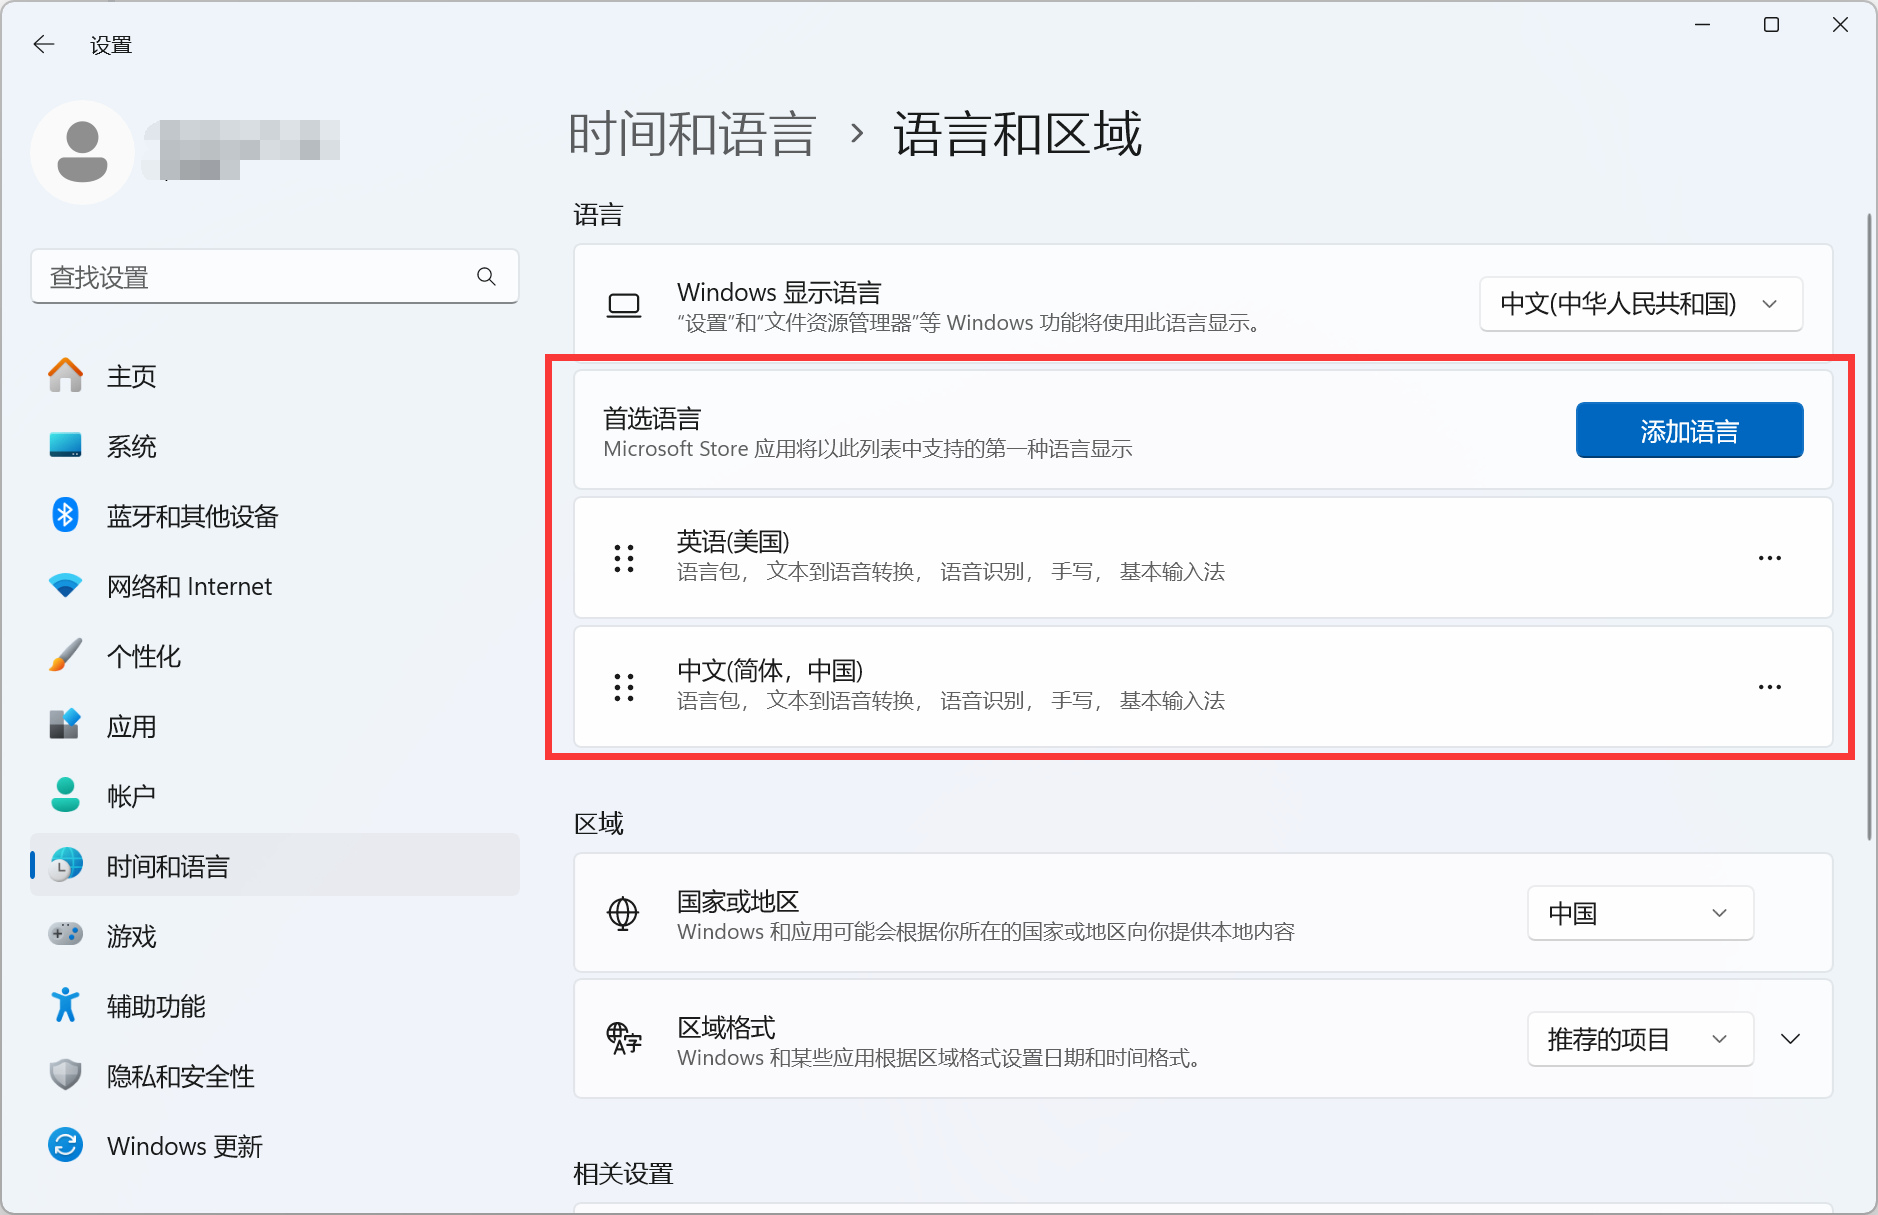 设置
查找设置
主页
系统
蓝牙和其他设备
网络和 Internet
个性化
应用
帐户
时间和语言
游戏
辅助功能
隐私和安全性
Windows 更新
时间和语言 › 语言和区域
语言
Windows 显示语言
“设置”和“文件资源管理器”等 Windows 功能将使用此语言显示。
中文(中华人民共和国)
首选语言
Microsoft Store 应用将以此列表中支持的第一种语言显示
添加语言
英语(美国)
语言包， 文本到语音转换， 语音识别， 手写， 基本输入法
中文(简体，中国)
语言包， 文本到语音转换， 语音识别， 手写， 基本输入法
区域
国家或地区
Windows 和应用可能会根据你所在的国家或地区向你提供本地内容
中国
区域格式
Windows 和某些应用根据区域格式设置日期和时间格式。
推荐的项目
相关设置